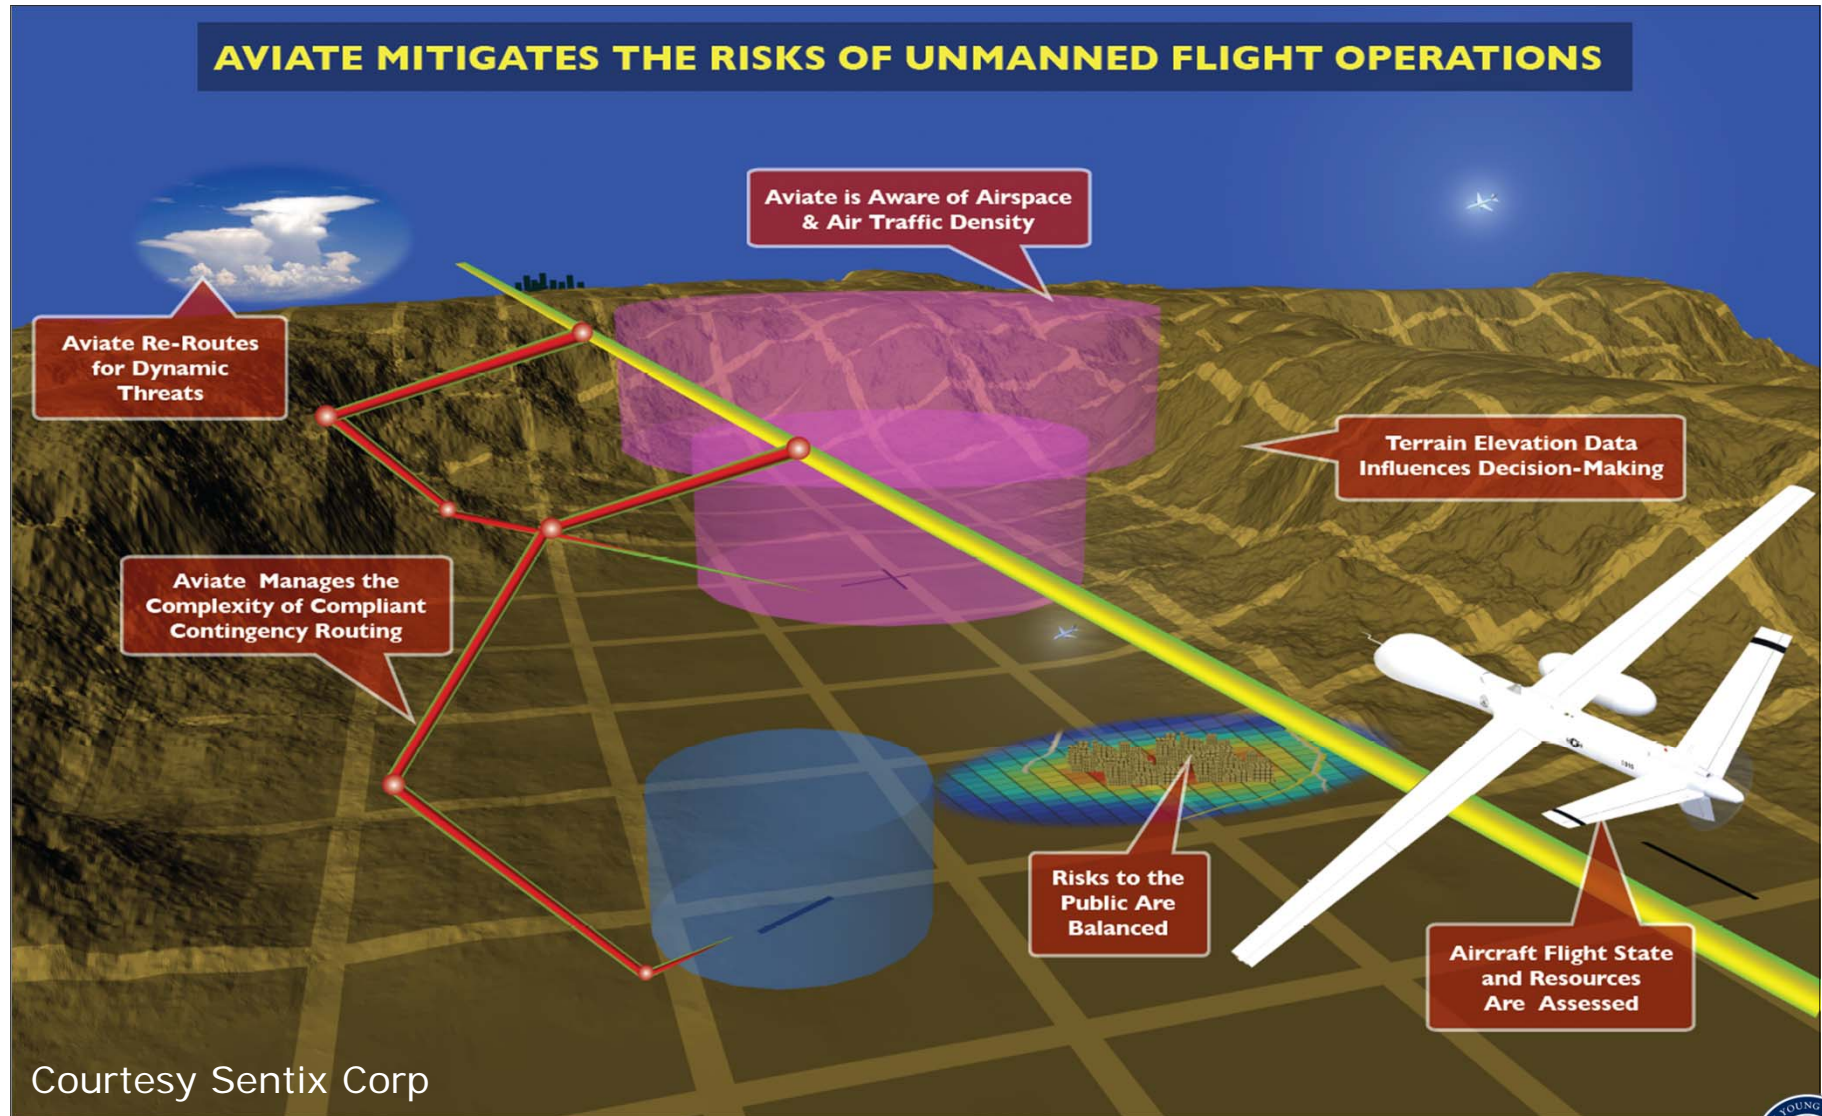 AVIATE MITIGATES THE RISKS OF UNMANNED FLIGHT OPERATIONS
Aviate is Aware of Airspace
& Air Traffic Density
Aviate Re-Routes
for Dynamic
Threats
Terrain Elevation Data
Influences Decision-Making
Aviate Manages the
Complexity of Compliant
Contingency Routing
Risks to the
Public Are
Balanced
Aircraft Flight State
and Resources
Are Assessed
Courtesy Sentix Corp
YOUNG